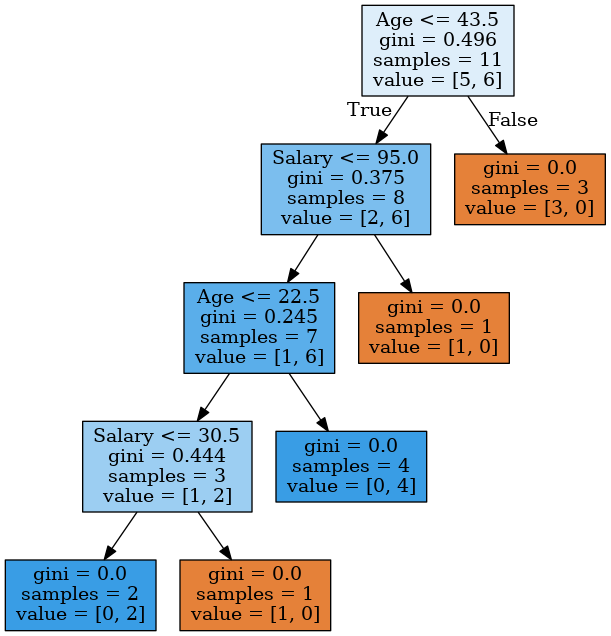 Age <= 43.5
gini = 0.496
samples = 11
value = [5, 6]
True
False
Salary <= 95.0
gini = 0.375
samples = 8
value = [2, 6]
gini = 0.0
samples = 3
value = [3, 0]
Age <= 22.5
gini = 0.245
samples = 7
value = [1, 6]
gini = 0.0
samples = 1
value = [1, 0]
Salary <= 30.5
gini = 0.444
samples = 3
value = [1, 2]
gini = 0.0
samples = 4
value = [0, 4]
gini = 0.0
samples = 2
value = [0, 2]
gini = 0.0
samples = 1
value = [1, 0]